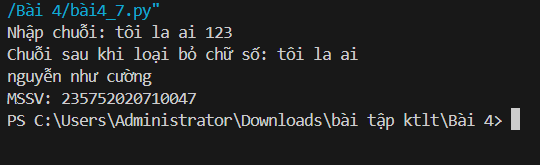 /Bài 4/bài4_7.py"
Nhập chuỗi: tôi la ai 123
Chuỗi sau khi loại bỏ chữ số: tôi la ai
nguyễn như cường
MSSV: 235752020710047
PS C:\Users\Administrator\Downloads\bài tập ktlt\Bài 4>